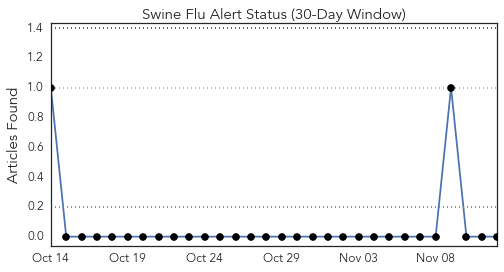 Swine Flu Alert Status (30-Day Window)
Articles Found
1.4
1.2
1.0
0.8
0.6
0.4
0.2
0.0
Oct 14 Oct 19 Oct 24 Oct 29 Nov 03 Nov 08